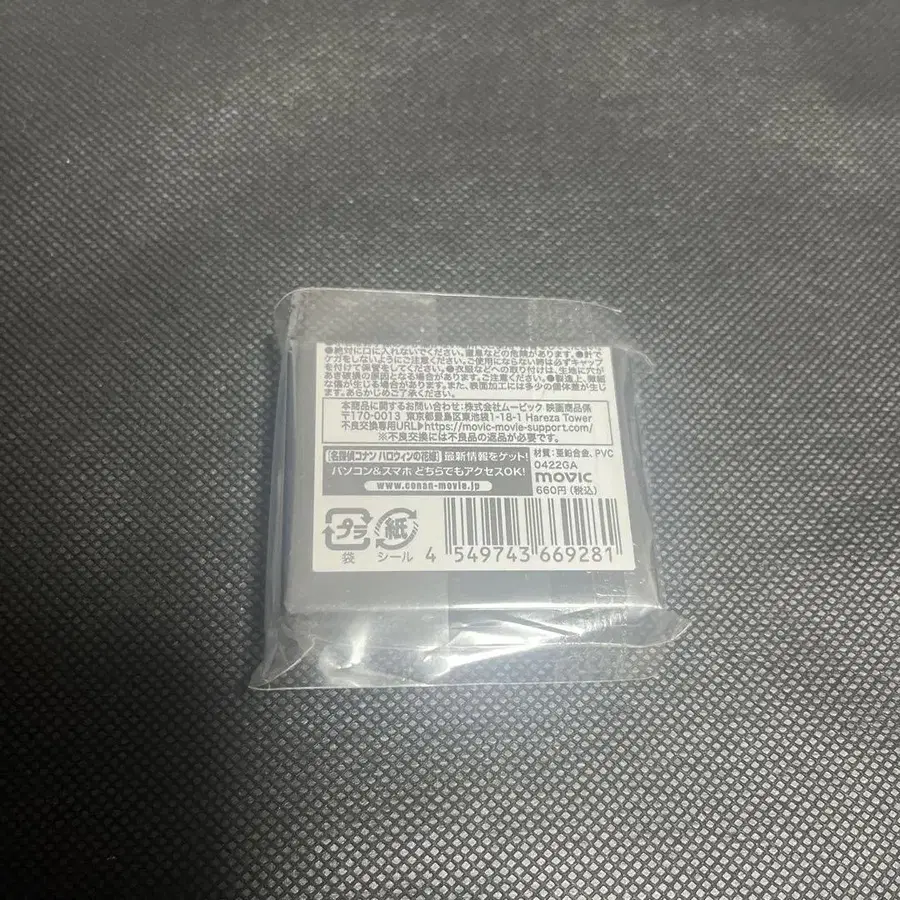 ●絶対に口に入れないでください。窒息などの危険があります。●針で
ケガをしないようにご注意ください。ご使用にならない時は必ずキャップ
を付けて保管をしてください。●衣服などへの取り付けは、生地に穴が
あき破損の原因となる場合があります。ご注意ください。●製造上、微細
な傷が生じる場合があります。また、表面加工には多少の個体差が生じ
ます。あらかじめご了承ください。
本商品に関するお問い合わせ:株式会社ムービック 映画商品係
〒170-0013 東京都豊島区東池袋1-18-1 Hareza Tower
不良交換専用URL▶https://movic-movie-support.com/
※不良交換には不良品の返品が必要です。
[名探偵コナン ハロウィンの花嫁] 最新情報をゲット!
パソコン&スマホ どちらでもアクセスOK!
www.conan-movie.jp
材質:亜鉛合金、PVC
0422GA
movic
660円(税込)
プラ
袋
紙
シール
4 549743 669281